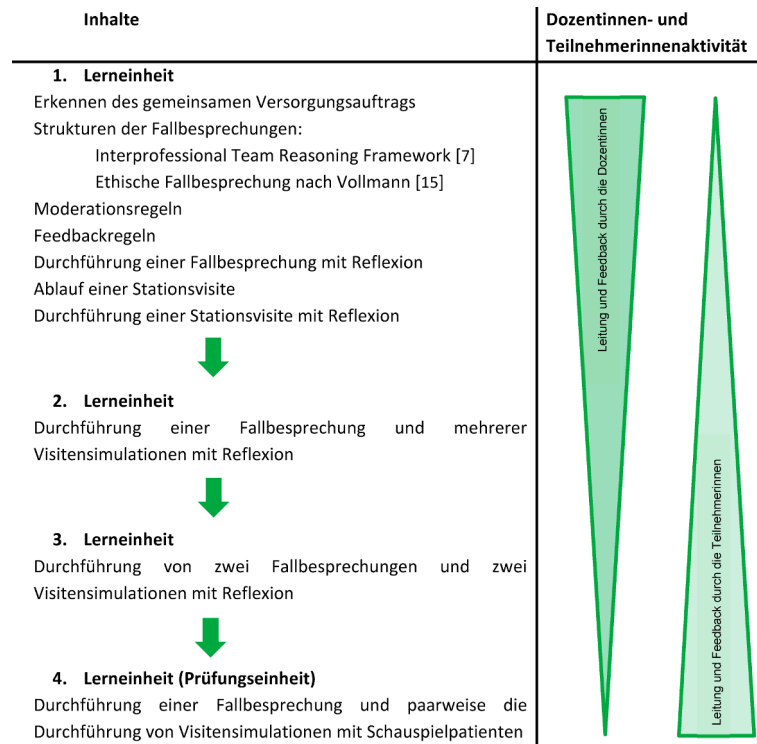 Inhalte
Dozentinnen- und
Teilnehmerinnenaktivität
1. Lerneinheit
Erkennen des gemeinsamen Versorgungsauftrags
Strukturen der Fallbesprechungen:
Interprofessional Team Reasoning Framework [7]
Ethische Fallbesprechung nach Vollmann [15]
Moderationsregeln
Feedbackregeln
Durchführung einer Fallbesprechung mit Reflexion
Ablauf einer Stationsvisite
Durchführung einer Stationsvisite mit Reflexion
2. Lerneinheit
Durchführung einer Fallbesprechung und mehrerer
Visitensimulationen mit Reflexion
3. Lerneinheit
Durchführung von zwei Fallbesprechungen und zwei
Visitensimulationen mit Reflexion
4. Lerneinheit (Prüfungseinheit)
Durchführung einer Fallbesprechung und paarweise die
Durchführung von Visitensimulationen mit Schauspielpatienten
Leitung und Feedback durch die Dozentinnen
Leitung und Feedback durch die Teilnehmerinnen